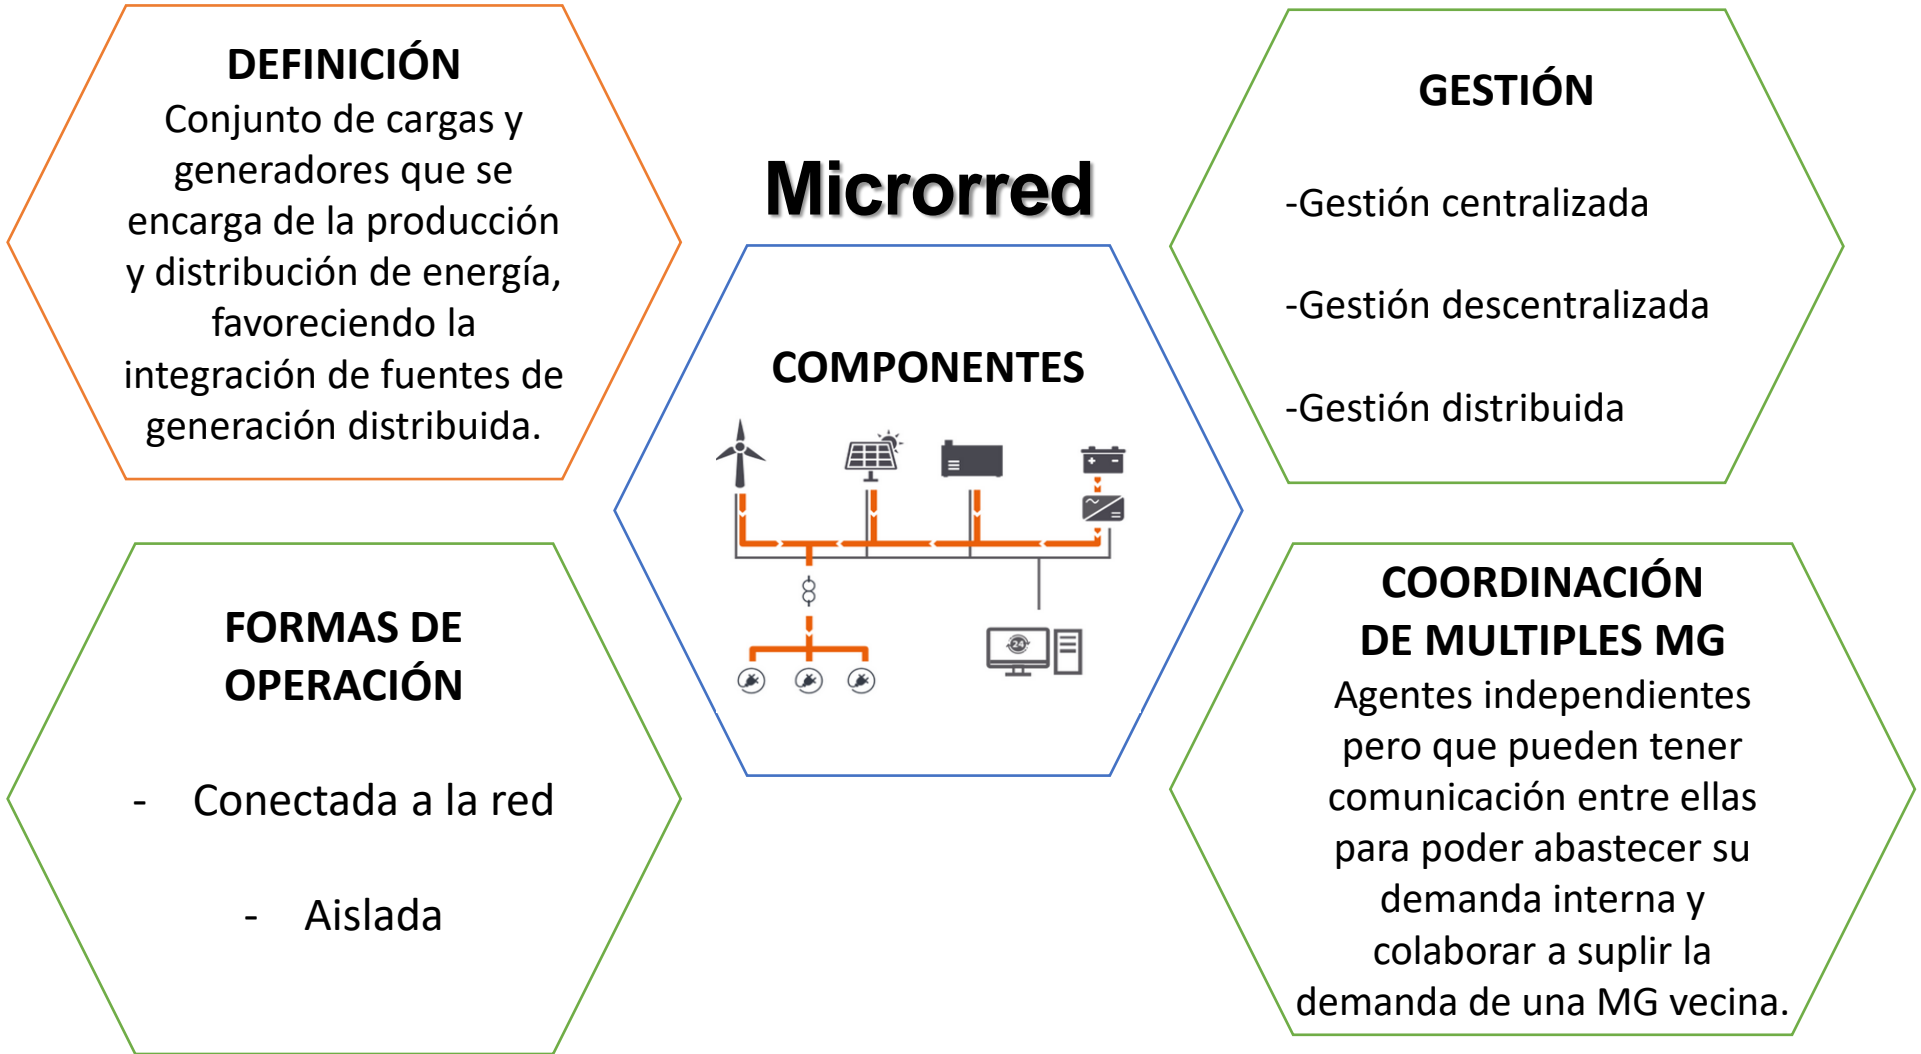 DEFINICIÓN
Conjunto de cargas y
generadores que se
encarga de la producción
y distribución de energía,
favoreciendo la
integración de fuentes de
generación distribuida.
Microrred
GESTIÓN
-Gestión centralizada
-Gestión descentralizada
-Gestión distribuida
COMPONENTES
24
FORMAS DE
OPERACIÓN
- Conectada a la red
- Aislada
COORDINACIÓN
DE MULTIPLES MG
Agentes independientes
pero que pueden tener
comunicación entre ellas
para poder abastecer su
demanda interna y
colaborar a suplir la
demanda de una MG vecina.